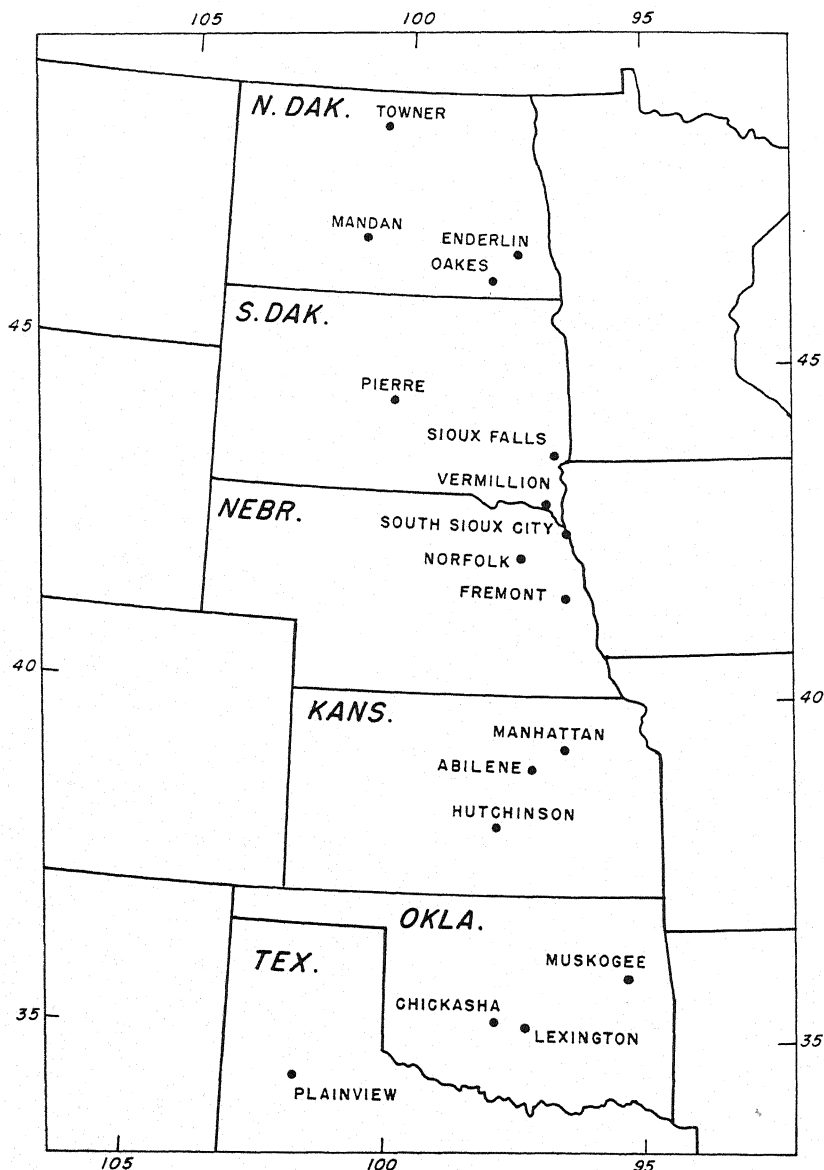 105 100 95
N. DAK. TOWNER
MANDAN
ENDERLIN
OAKES
S. DAK.
45
45
PIERRE
SIOUX FALLS
VERMILLION
NEBR.
SOUTH SIOUX CITY
NORFOLK
FREMONT
40
40
KANS.
MANHATTAN
ABILENE
HUTCHINSON
OKLA.
TEX.
MUSKOGEE
CHICKASHA
35
LEXINGTON
35
PLAINVIEW
105 100 95